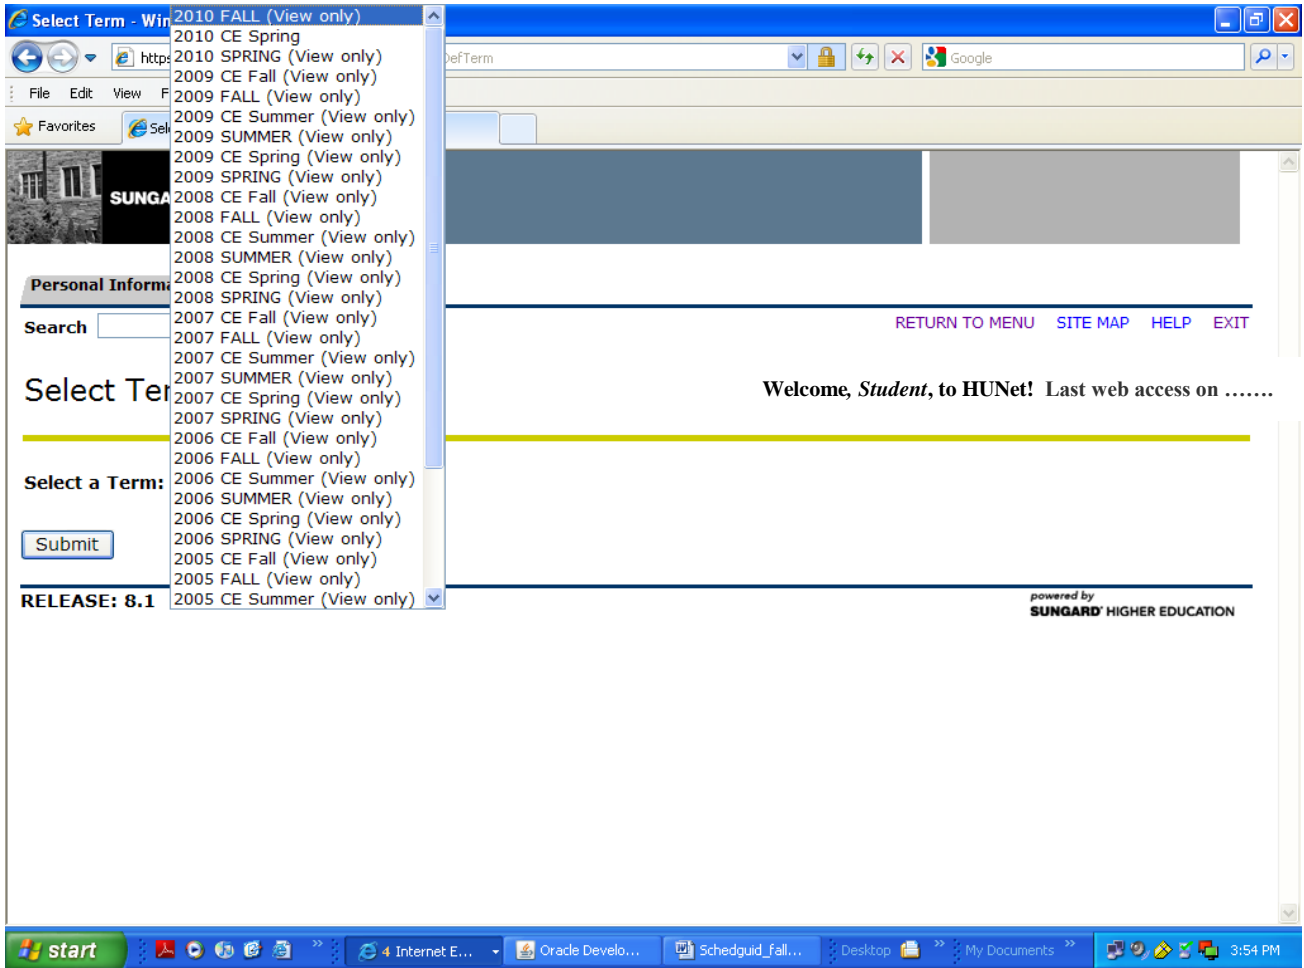 Select Term - Win
https
DefTerm
Google
File Edit View F
Favorites
Sel
SUNGA
2010 FALL (View only)
2010 CE Spring
2010 SPRING (View only)
2009 CE Fall (View only)
2009 FALL (View only)
2009 CE Summer (View only)
2009 SUMMER (View only)
2009 CE Spring (View only)
2009 SPRING (View only)
2008 CE Fall (View only)
2008 FALL (View only)
2008 CE Summer (View only)
2008 SUMMER (View only)
2008 CE Spring (View only)
2008 SPRING (View only)
2007 CE Fall (View only)
2007 FALL (View only)
2007 CE Summer (View only)
2007 SUMMER (View only)
2007 CE Spring (View only)
2007 SPRING (View only)
2006 CE Fall (View only)
2006 FALL (View only)
2006 CE Summer (View only)
2006 SUMMER (View only)
2006 CE Spring (View only)
2006 SPRING (View only)
2005 CE Fall (View only)
2005 FALL (View only)
2005 CE Summer (View only)
Personal Informa
Search
RETURN TO MENU SITE MAP HELP EXIT
Select Ter
Welcome, Student, to HUNet! Last web access on …….
Select a Term:
Submit
RELEASE: 8.1
powered by
SUNGARD' HIGHER EDUCATION
start
4 Internet E...
Oracle Develo...
Schedguid_fall...
Desktop
My Documents
3:54 PM